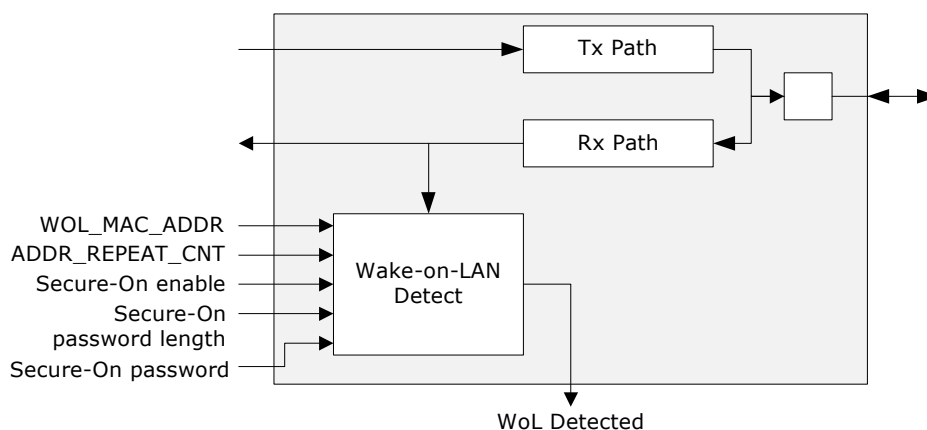 Tx Path
Rx Path
WOL_MAC_ADDR
ADDR_REPEAT_CNT
Secure-On enable
Secure-On
password length
Secure-On password
Wake-on-LAN
Detect
WoL Detected